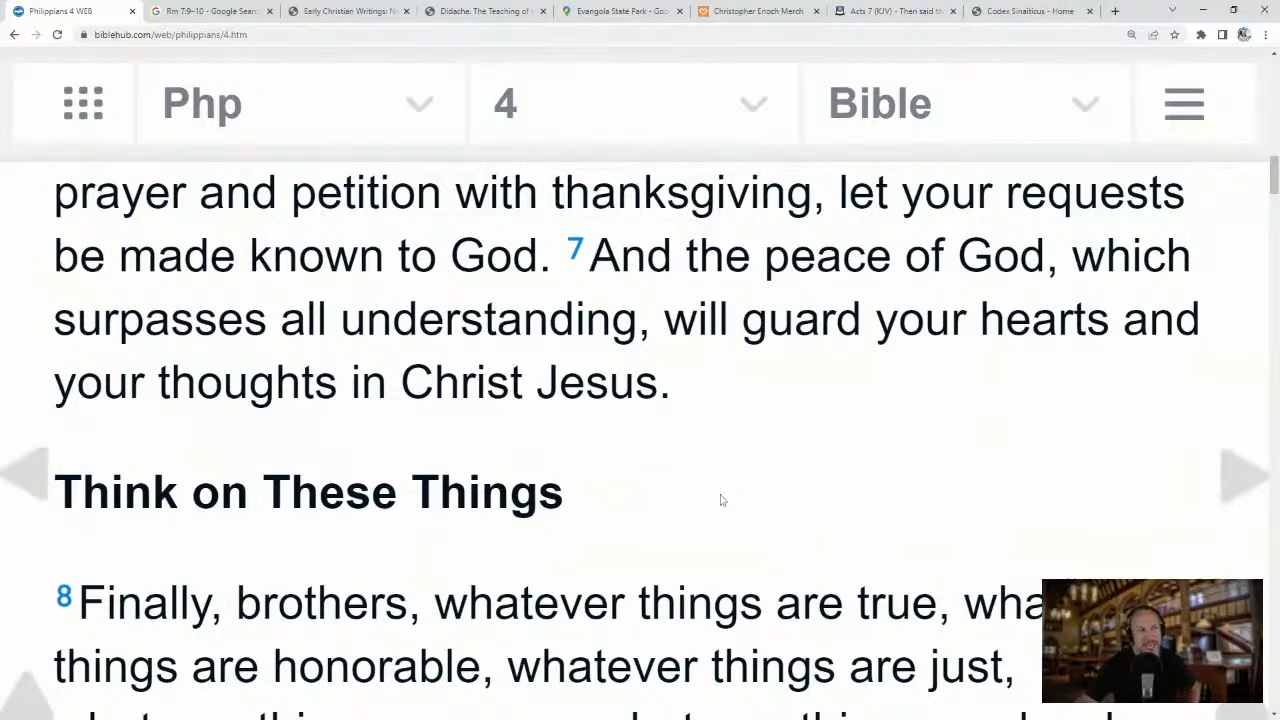 Philippians 4 WEB
Rm 7:9-10 - Google Sear
Early Christian Writings: N
Didache. The Teaching of
Evangola State Park - Goo
Christopher Enoch Merch
Acts 7 (KJV) - Then said th
Codex Sinaiticus - Home
biblehub.com/web/philippians/4.htm
Php
4
Bible
prayer and petition with thanksgiving, let your requests
be made known to God. 7 And the peace of God, which
surpasses all understanding, will guard your hearts and
your thoughts in Christ Jesus.
Think on These Things
8 Finally, brothers, whatever things are true, wha
things are honorable, whatever things are just,